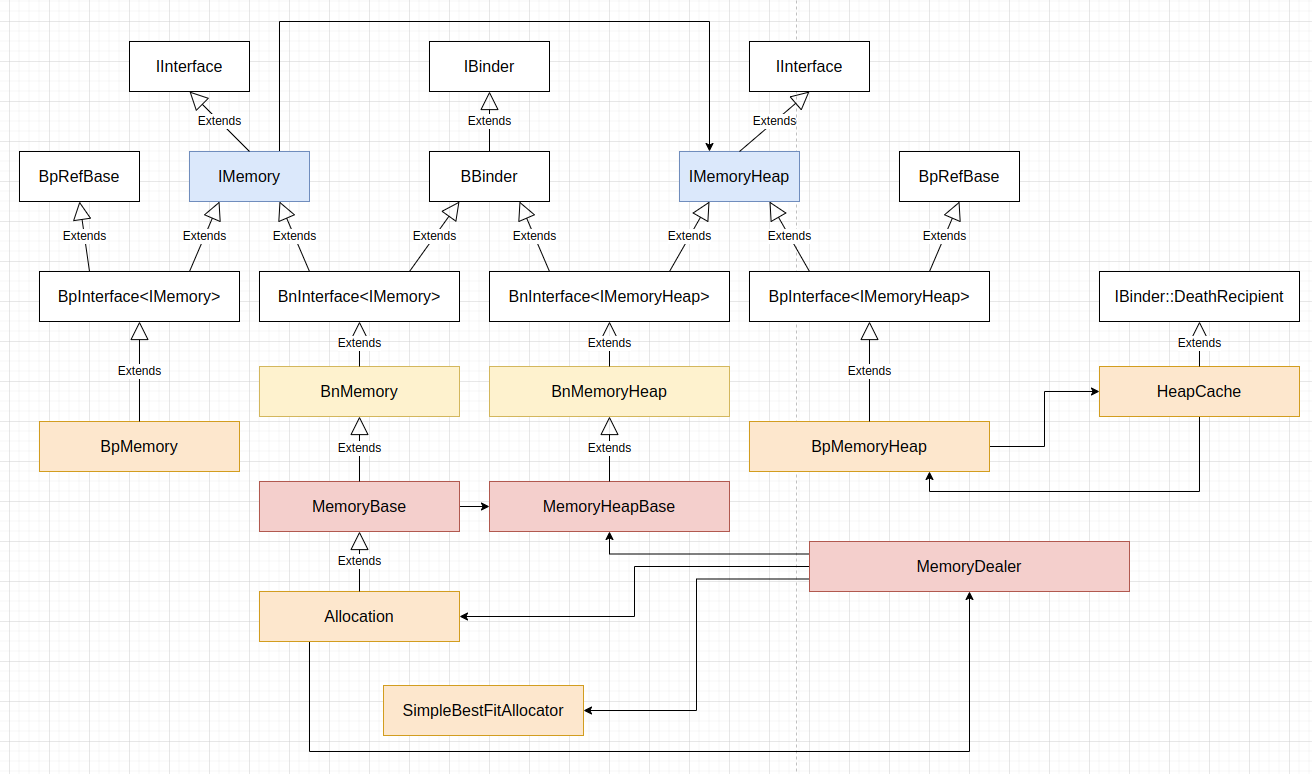 IInterface
IBinder
IInterface
Extends
Extends
Extends
BpRefBase
IMemory
BBinder
IMemoryHeap
BpRefBase
Extends
Extends
Extends
Extends
Extends
Extends
Extends
Extends
BpInterface<IMemory>
BnInterface<IMemory>
BnInterface<IMemoryHeap>
BpInterface<IMemoryHeap>
IBinder::DeathRecipient
Extends
Extends
Extends
Extends
Extends
BnMemory
BnMemoryHeap
HeapCache
BpMemory
BpMemoryHeap
Extends
Extends
MemoryBase
MemoryHeapBase
Extends
MemoryDealer
Allocation
SimpleBestFitAllocator